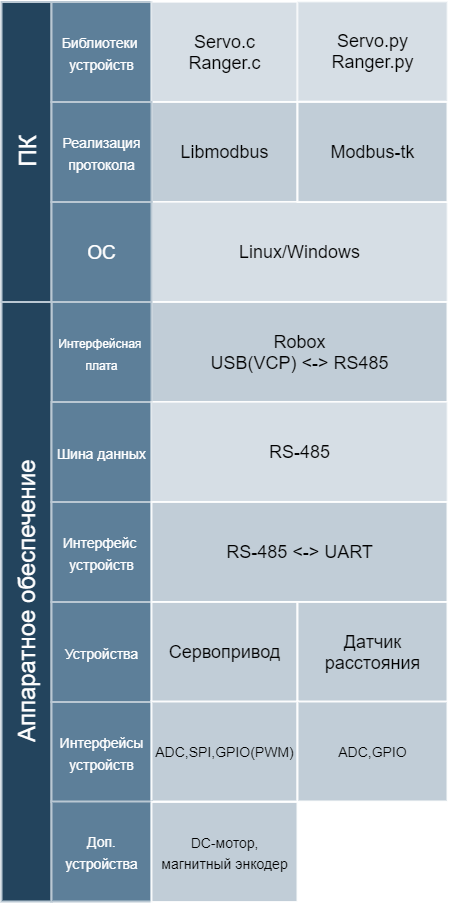 ПК
Библиотеки
устройств
Servo.c
Ranger.c
Servo.py
Ranger.py
Реализация
протокола
Libmodbus
Modbus-tk
ОС
Linux/Windows
Аппаратное обеспечение
Интерфейсная
плата
Robox
USB(VCP) <-> RS485
Шина данных
RS-485
Интерфейс
устройств
RS-485 <-> UART
Устройства
Сервопривод
Датчик
расстояния
Интерфейсы
устройств
ADC,SPI,GPIO(PWM)
ADC,GPIO
Доп.
устройства
DC-мотор,
магнитный энкодер